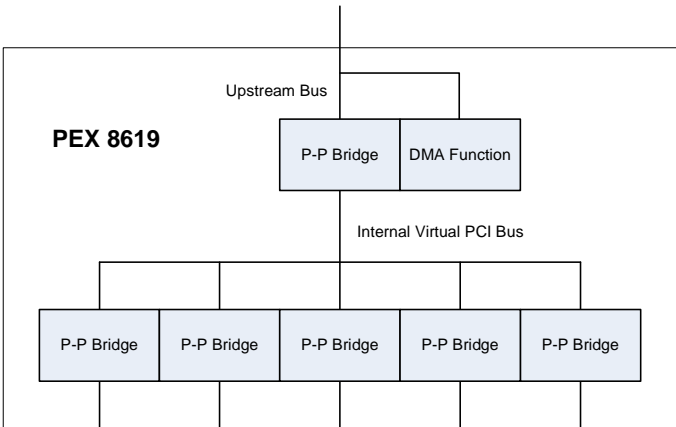 Upstream Bus
PEX 8619
P-P Bridge
DMA Function
Internal Virtual PCI Bus
P-P Bridge
P-P Bridge
P-P Bridge
P-P Bridge
P-P Bridge